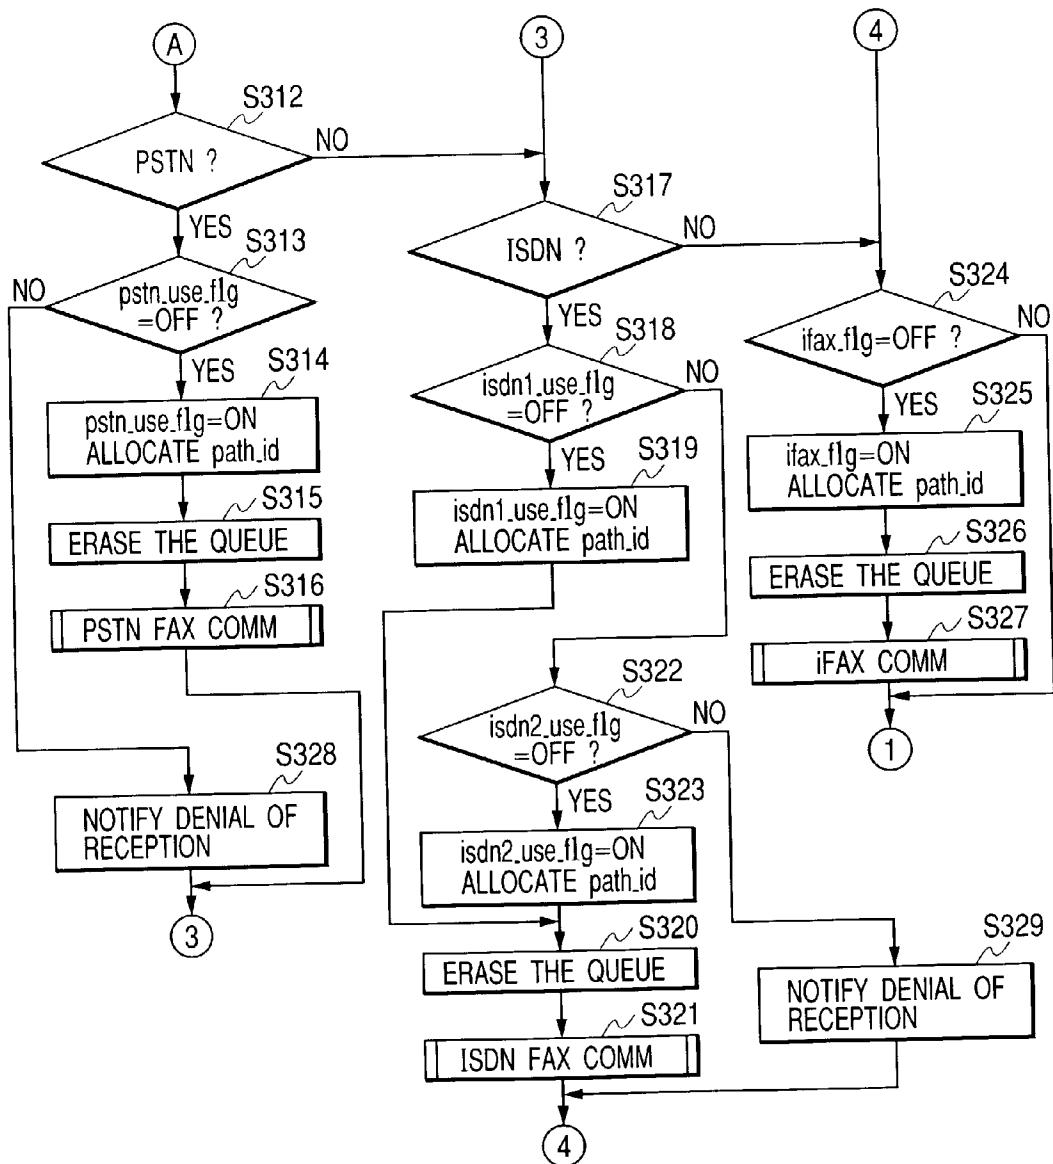 A
S312
PSTN ?
NO
YES
S313
NO
pstn_use_flg
=OFF ?
YES
S314
pstn_use_flg=ON
ALLOCATE path_id
S315
ERASE THE QUEUE
S316
PSTN FAX COMM
S328
NOTIFY DENIAL OF
RECEPTION
3
3
S317
ISDN ?
NO
YES
S318
isdn1_use_flg
=OFF ?
NO
YES
S319
isdn1_use_flg=ON
ALLOCATE path_id
S322
isdn2_use_flg
=OFF ?
NO
YES
S323
isdn2_use_flg=ON
ALLOCATE path_id
S320
ERASE THE QUEUE
S321
ISDN FAX COMM
4
S329
NOTIFY DENIAL OF
RECEPTION
4
S324
ifax_flg=OFF ?
NO
YES
S325
ifax_flg=ON
ALLOCATE path_id
S326
ERASE THE QUEUE
S327
iFAX COMM
1